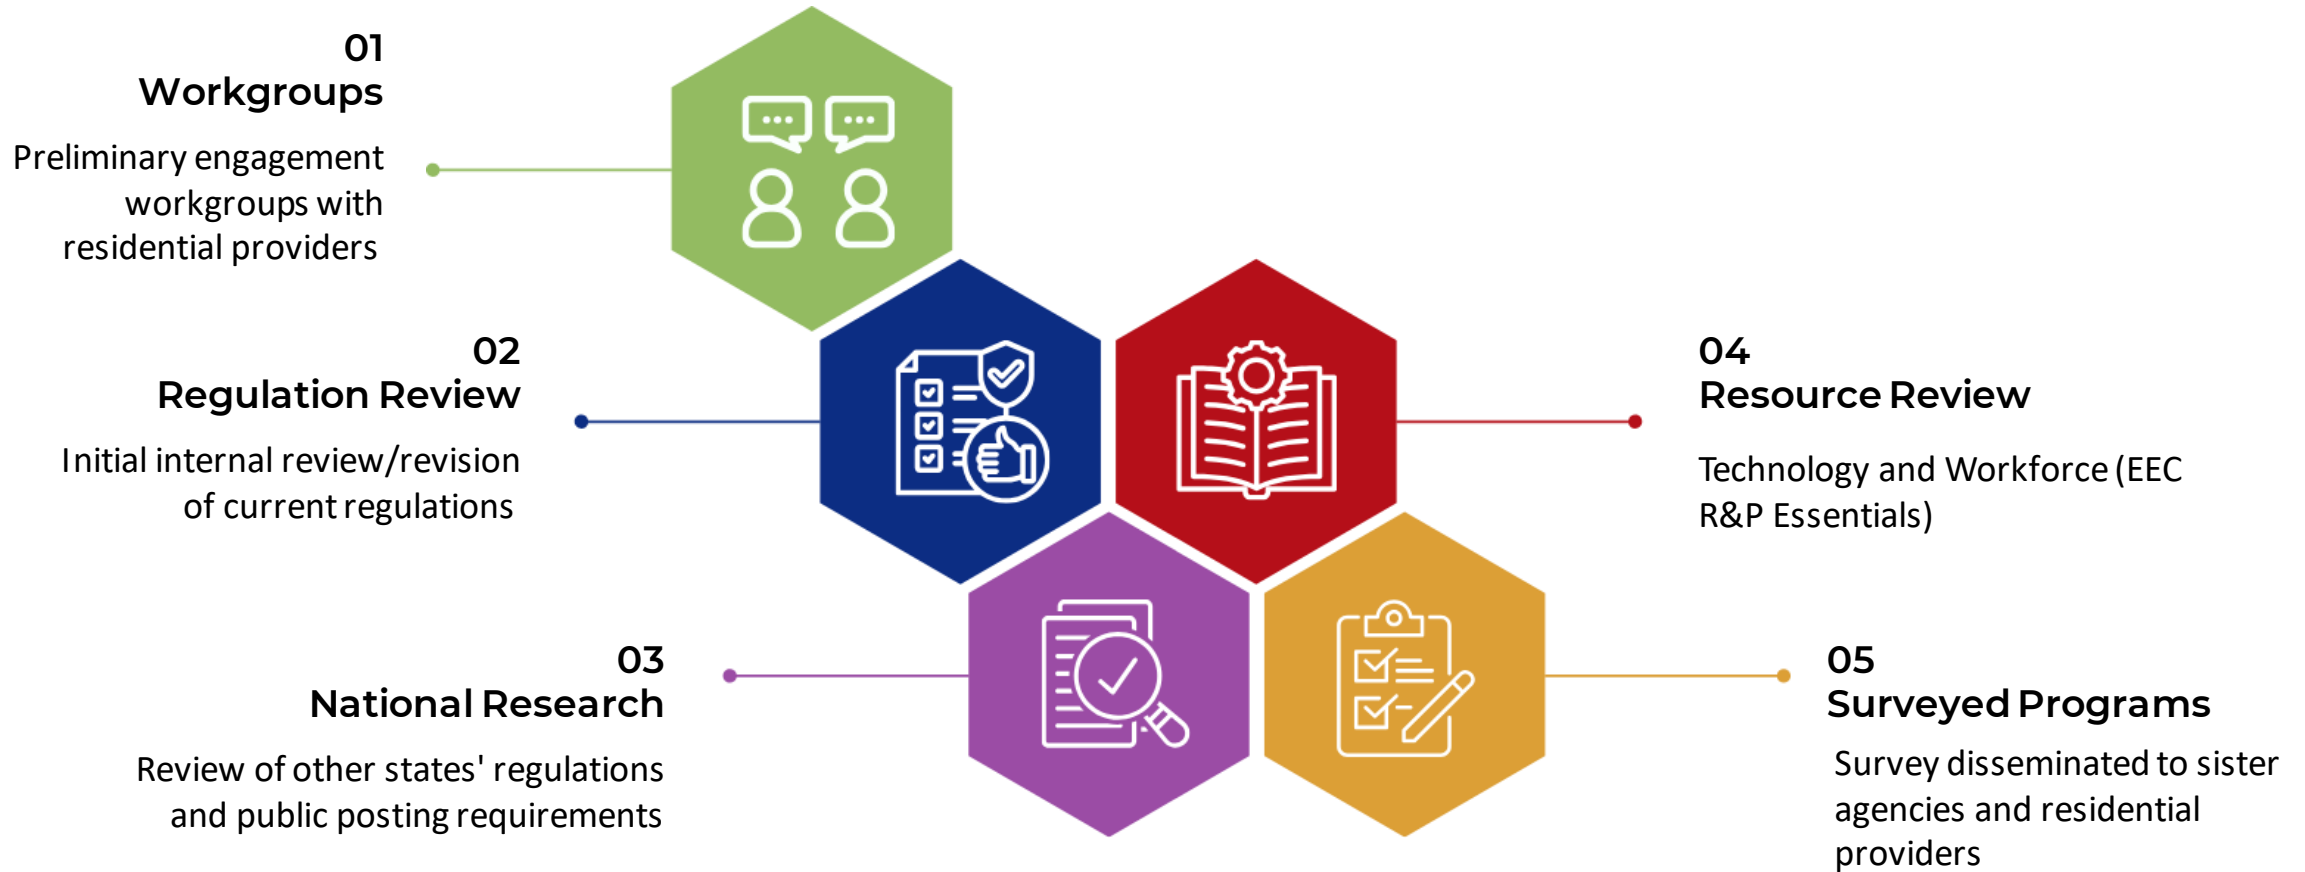 01
Workgroups
Preliminary engagement
workgroups with
residential providers
02
Regulation Review
Initial internal review/revision
of current regulations
03
National Research
Review of other states' regulations
and public posting requirements
04
Resource Review
Technology and Workforce (EEC
R&P Essentials)
05
Surveyed Programs
Survey disseminated to sister
agencies and residential
providers